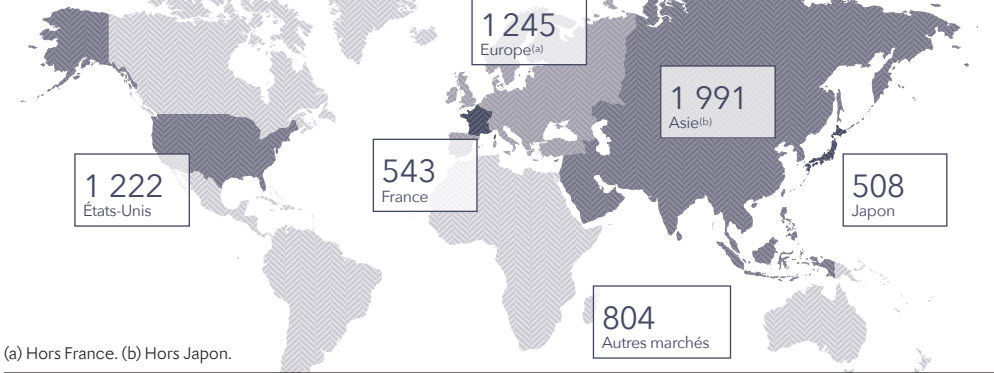 1 245
Europe(a)
1 991
Asie(b)
543
France
1 222
États-Unis
508
Japon
804
Autres marchés
(a) Hors France. (b) Hors Japon.